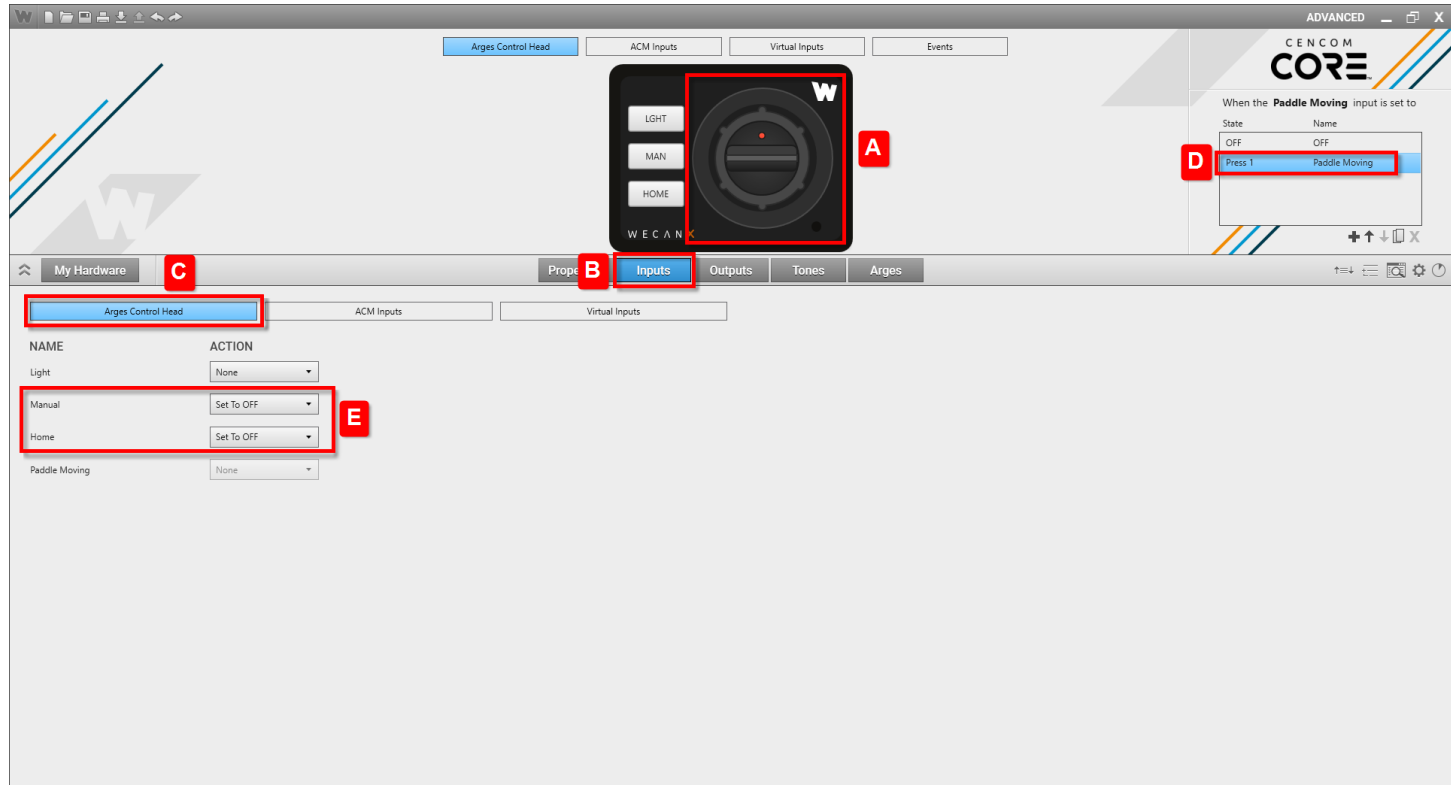 ADVANCED
Arges Control Head ACM Inputs Virtual Inputs Events
CENCOM
CORE™
When the Paddle Moving input is set to
State Name
OFF OFF
D Press 1 Paddle Moving
W
LGHT
MAN
HOME
WECANX
A
My Hardware C Prope B Inputs Outputs Tones Arges
Arges Control Head ACM Inputs Virtual Inputs
NAME ACTION
Light None
Manual Set To OFF
E
Home Set To OFF
Paddle Moving None